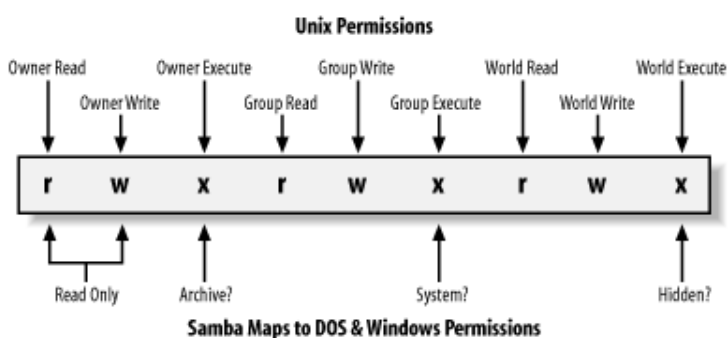 Unix Permissions
Owner Read Owner Execute Group Write World Read World Execute
Owner Write Group Read Group Execute World Write
r w x r w x r w x
Read Only Archive? System? Hidden?
Samba Maps to DOS & Windows Permissions